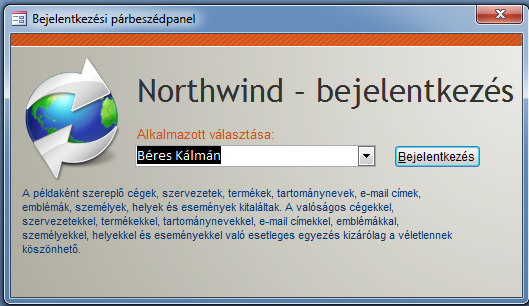 Bejelentkezési párbeszédpanel
Northwind - bejelentkezés
Alkalmazott választása:
Béres Kálmán
Bejelentkezés
A példaként szereplő cégek, szervezetek, termékek, tartománynevek, e-mail címek,
emblémák, személyek, helyek és események kitaláltak. A valóságos cégekkel,
szervezetekkel, termékekkel, tartománynevekkel, e-mail címekkel, emblémákkal,
személyekkel, helyekkel és eseményekkel való esetleges egyezés kizárólag a véletlennek
köszönhető.